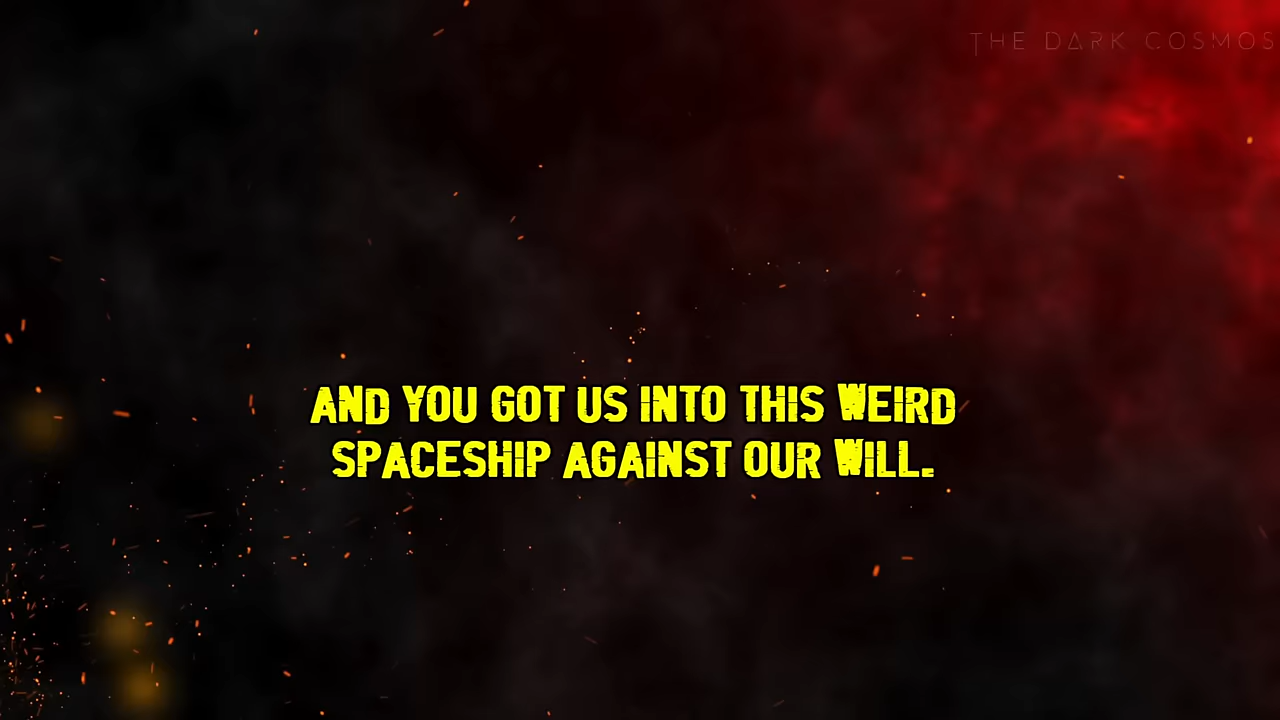 THE DARK COSMOS
AND YOU GOT US INTO THIS WEIRD
SPACESHIP AGAINST OUR WILL.